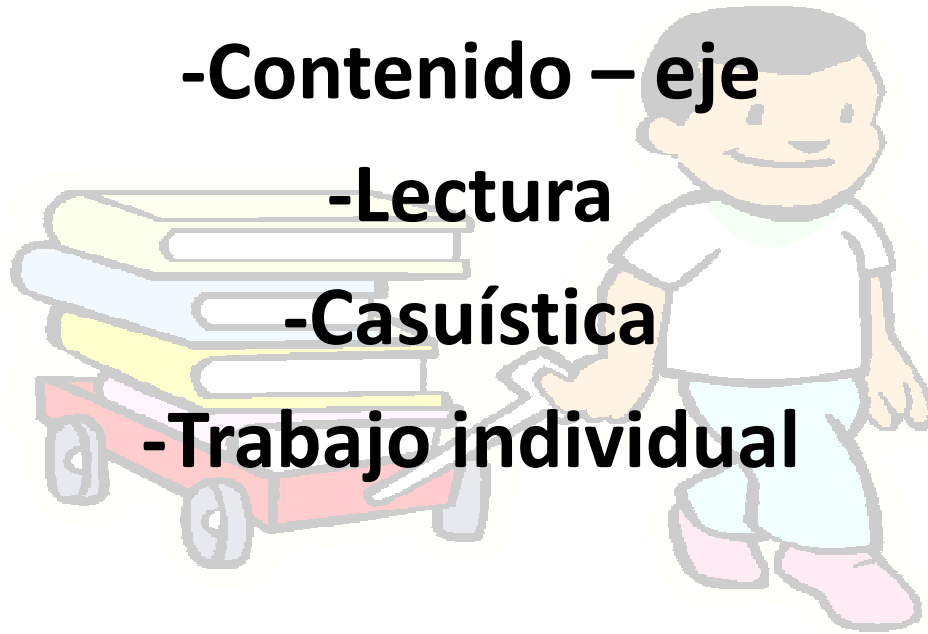 -Contenido – eje
-Lectura
-Casuística
-Trabajo individual